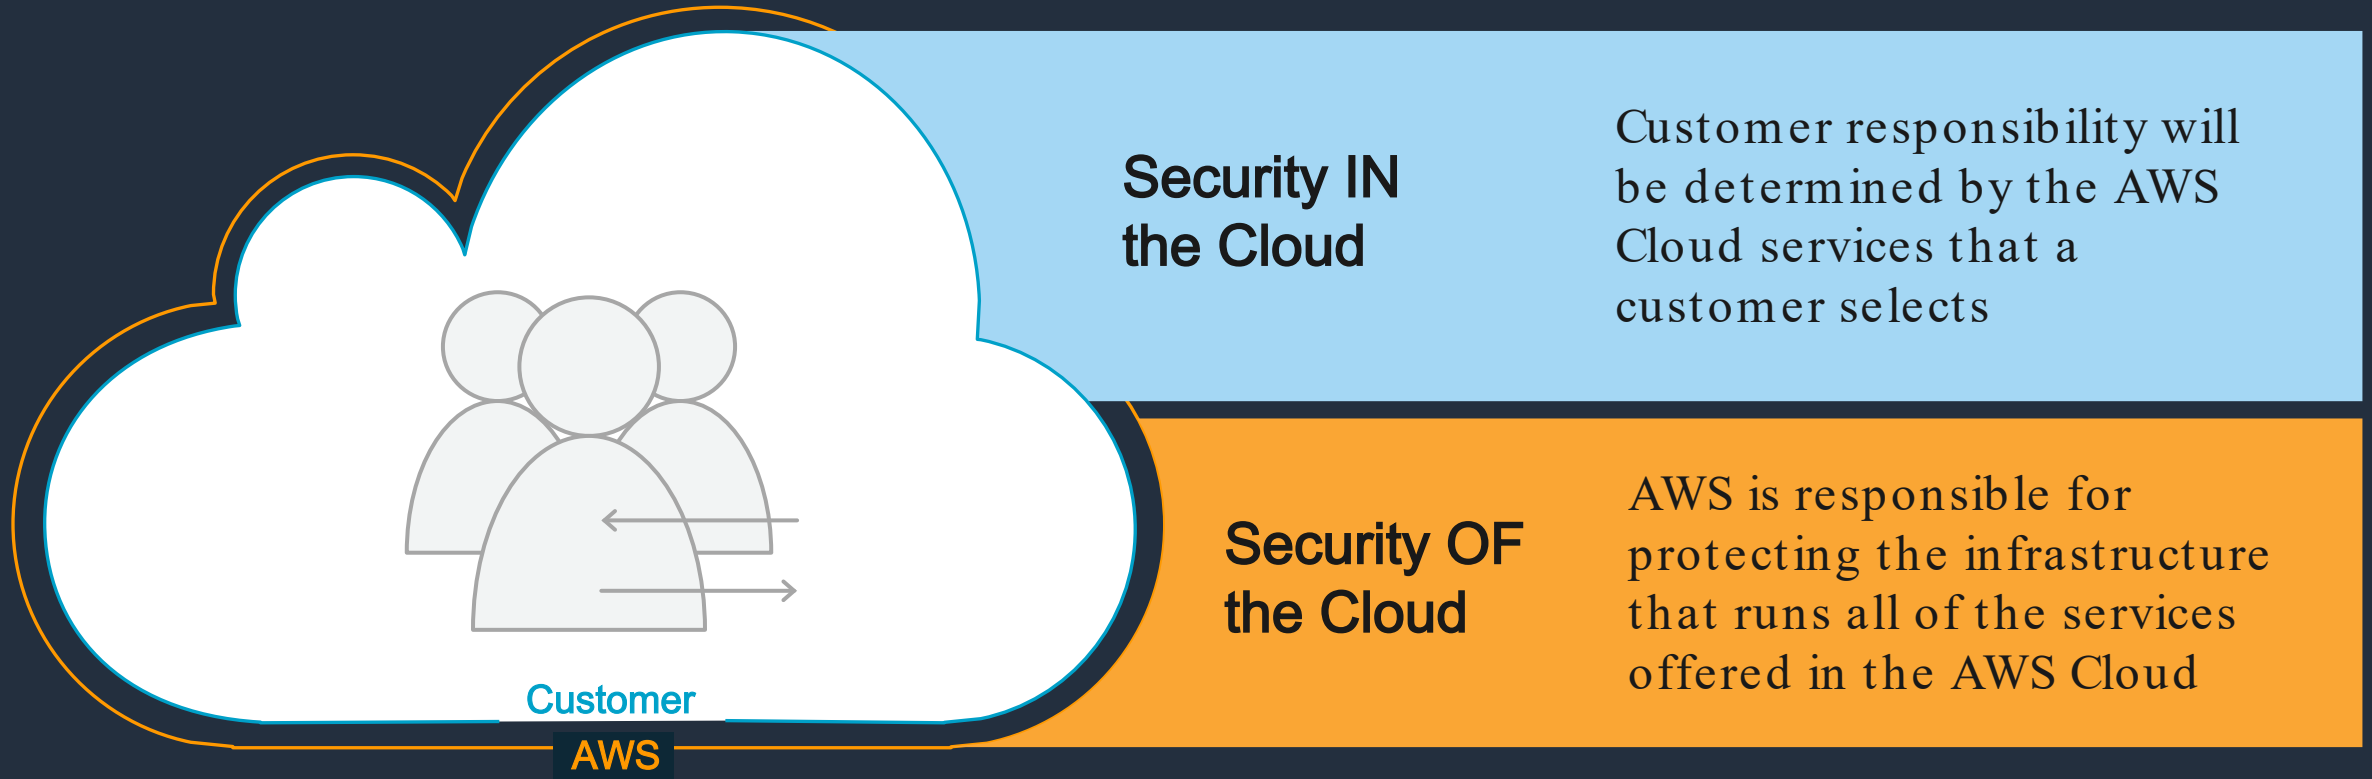 Security IN
the Cloud
Customer responsibility will
be determined by the AWS
Cloud services that a
customer selects
Security OF
the Cloud
AWS is responsible for
protecting the infrastructure
that runs all of the services
offered in the AWS Cloud
Customer
AWS